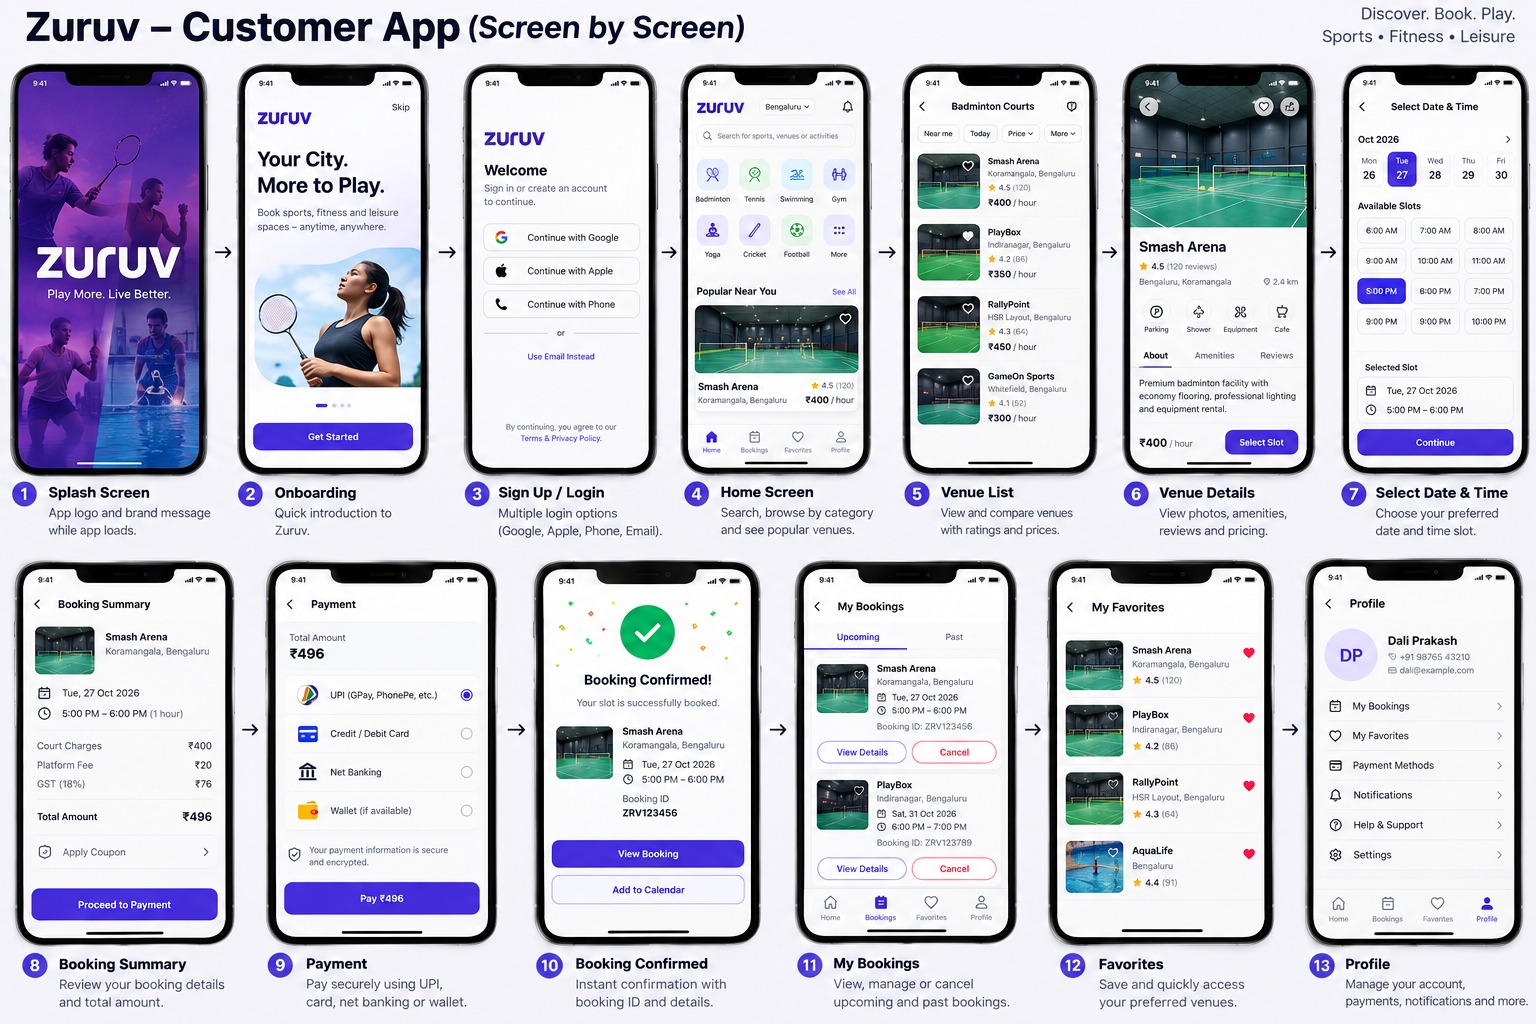 Zuruv – Customer App (Screen by Screen)
Discover. Book. Play.
Sports • Fitness • Leisure
9:41
zuruv
Play More. Live Better.
1 Splash Screen
App logo and brand message
while app loads.
9:41
Skip
zuruv
Your City.
More to Play.
Book sports, fitness and leisure
spaces – anytime, anywhere.
Get Started
2 Onboarding
Quick introduction to
Zuruv.
9:41
zuruv
Welcome
Sign in or create an account
to continue.
Continue with Google
Continue with Apple
Continue with Phone
or
Use Email Instead
By continuing, you agree to our
Terms & Privacy Policy.
3 Sign Up / Login
Multiple login options
(Google, Apple, Phone, Email).
9:41
zuruv Bengaluru
Search for sports, venues or activities
Badminton Tennis Swimming Gym
Yoga Cricket Football More
Popular Near You See All
Smash Arena 4.5 (120)
Koramangala, Bengaluru ₹400 / hour
Home Bookings Favorites Profile
4 Home Screen
Search, browse by category
and see popular venues.
9:41
Badminton Courts
Near me Today Price More
Smash Arena
Koramangala, Bengaluru
4.5 (120)
₹400 / hour
PlayBox
Indiranagar, Bengaluru
4.2 (86)
₹350 / hour
RallyPoint
HSR Layout, Bengaluru
4.3 (64)
₹450 / hour
GameOn Sports
Whitefield, Bengaluru
4.1 (52)
₹300 / hour
5 Venue List
View and compare venues
with ratings and prices.
9:41
Smash Arena
4.5 (120 reviews)
Bengaluru, Koramangala 2.4 km
Parking Shower Equipment Cafe
About Amenities Reviews
Premium badminton facility with
economy flooring, professional lighting
and equipment rental.
₹400 / hour Select Slot
6 Venue Details
View photos, amenities,
reviews and pricing.
9:41
Select Date & Time
Oct 2026
Mon Tue Wed Thu Fri
26 27 28 29 30
Available Slots
6:00 AM 7:00 AM 8:00 AM
9:00 AM 10:00 AM 11:00 AM
5:00 PM 6:00 PM 7:00 PM
9:00 PM 9:00 PM 10:00 PM
Selected Slot
Tue, 27 Oct 2026
5:00 PM – 6:00 PM
Continue
7 Select Date & Time
Choose your preferred
date and time slot.
9:41
Booking Summary
Smash Arena
Koramangala, Bengaluru
Tue, 27 Oct 2026
5:00 PM – 6:00 PM (1 hour)
Court Charges ₹400
Platform Fee ₹20
GST (18%) ₹76
Total Amount ₹496
Apply Coupon
Proceed to Payment
8 Booking Summary
Review your booking details
and total amount.
9:41
Payment
Total Amount
₹496
UPI (GPay, PhonePe, etc.)
Credit / Debit Card
Net Banking
Wallet (if available)
Your payment information is secure
and encrypted.
Pay ₹496
9 Payment
Pay securely using UPI,
card, net banking or wallet.
9:41
Booking Confirmed!
Your slot is successfully booked.
Smash Arena
Koramangala, Bengaluru
Tue, 27 Oct 2026
5:00 PM – 6:00 PM
Booking ID
ZRV123456
View Booking
Add to Calendar
10 Booking Confirmed
Instant confirmation with
booking ID and details.
9:41
My Bookings
Upcoming Past
Smash Arena
Koramangala, Bengaluru
Tue, 27 Oct 2026
5:00 PM – 6:00 PM
Booking ID: ZRV123456
View Details Cancel
PlayBox
Indiranagar, Bengaluru
Sat, 31 Oct 2026
6:00 PM – 7:00 PM
Booking ID: ZRV123789
View Details Cancel
Home Bookings Favorites Profile
11 My Bookings
View, manage or cancel
upcoming and past bookings.
9:41
My Favorites
Smash Arena
Koramangala, Bengaluru
4.5 (120)
PlayBox
Indiranagar, Bengaluru
4.2 (86)
RallyPoint
HSR Layout, Bengaluru
4.3 (64)
AquaLife
Bengaluru
4.4 (91)
12 Favorites
Save and quickly access
your preferred venues.
9:41
Profile
DP
Dali Prakash
+91 98765 43210
dali@example.com
My Bookings
My Favorites
Payment Methods
Notifications
Help & Support
Settings
Home Bookings Favorites Profile
13 Profile
Manage your account,
payments, notifications and more.